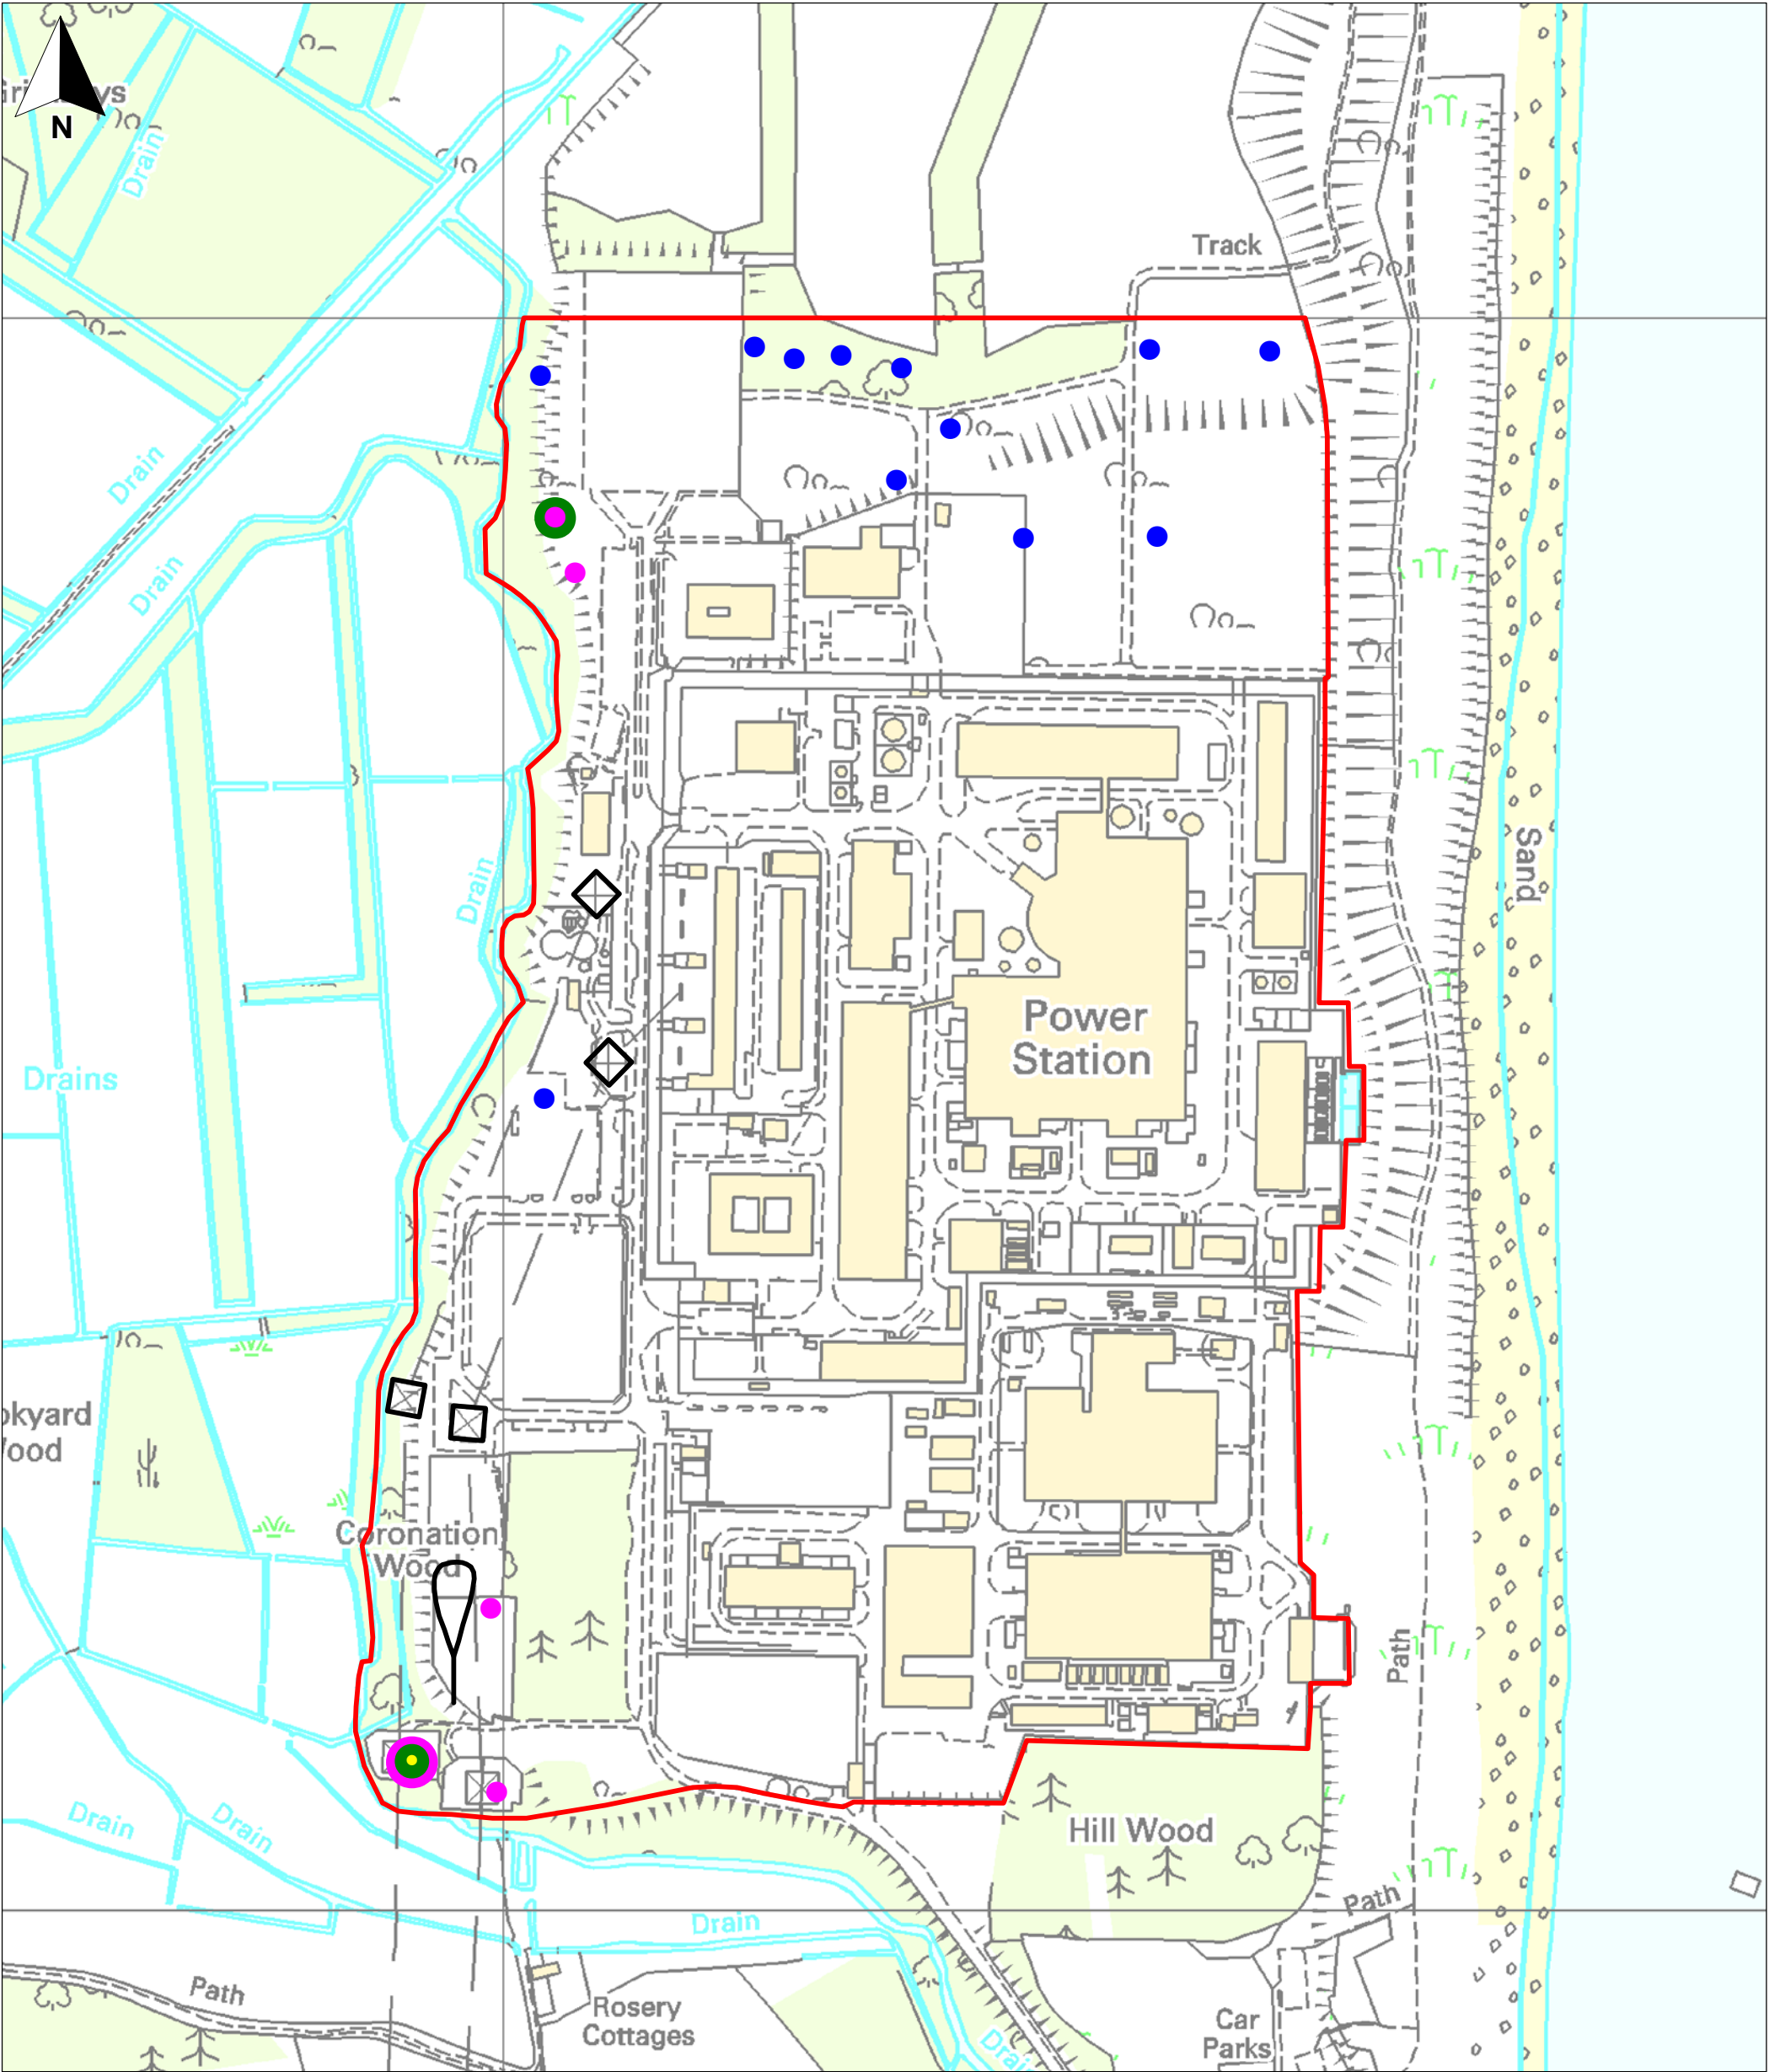 N
Drain
Track
Drain
Drain
Sand
Drain
Power
Station
Drains
Coronation
Wood
Path
Hill Wood
Drain
Drain
Path
Drain
Path
Rosery
Cottages
Car
Parks
Drain